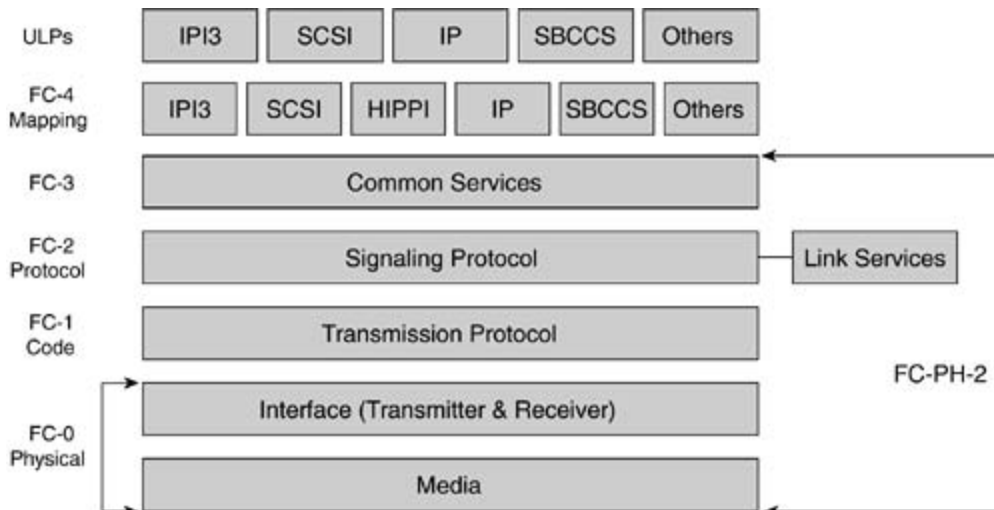 ULPs
IPI3
SCSI
IP
SBCCS
Others
FC-4
Mapping
IPI3
SCSI
HIPPI
IP
SBCCS
Others
FC-3
Common Services
FC-2
Protocol
Signaling Protocol
Link Services
FC-1
Code
Transmission Protocol
FC-PH-2
FC-0
Physical
Interface (Transmitter & Receiver)
Media